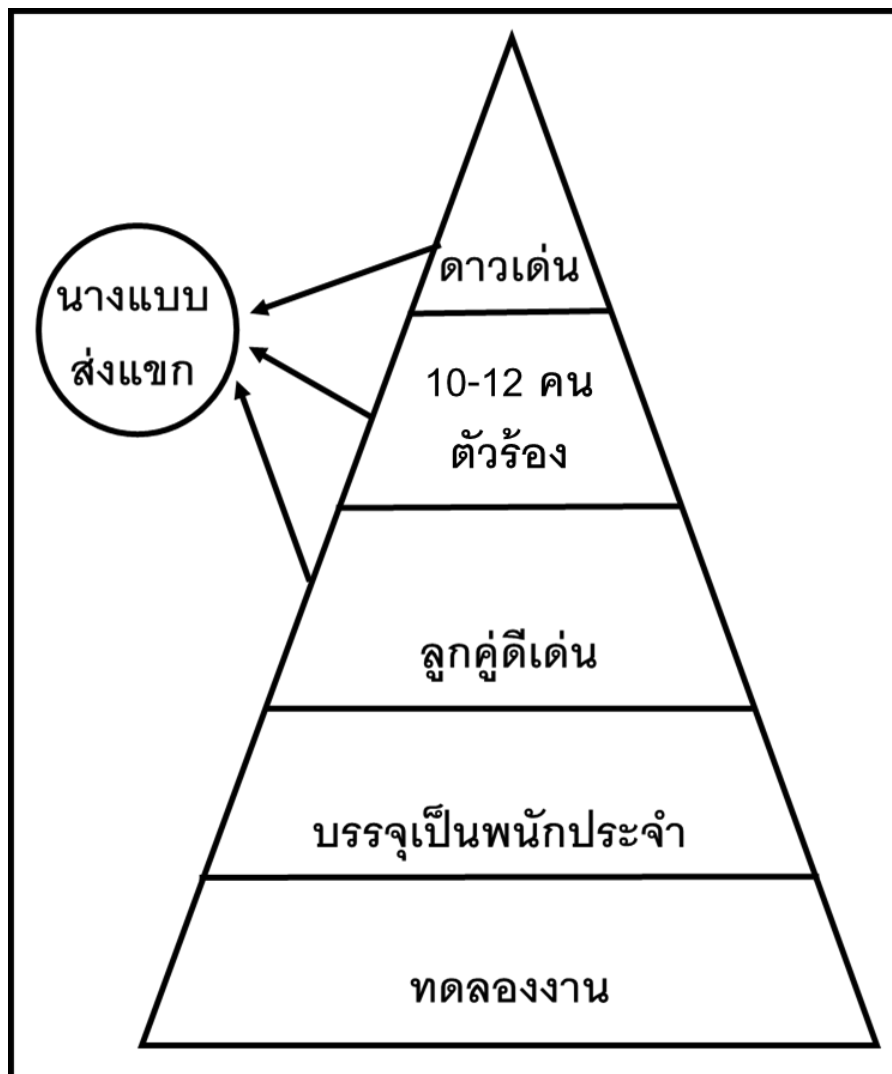 นางแบบ
ส่งแขก
ดาวเด่น
10-12 คน
ตัวร้อง
ลูกคู่ดีเด่น
บรรจุเป็นพนักประจำ
ทดลองงาน